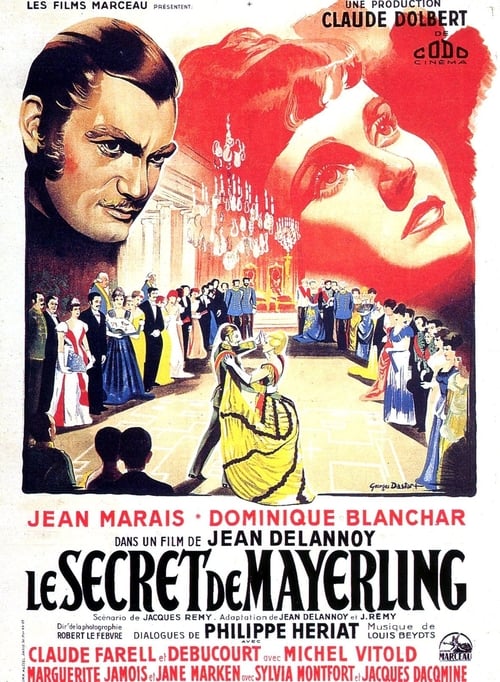 LES FILMS MARCEAU PRÉSENTENT:
UNE PRODUCTION
CLAUDE DOLBERT
DE
CODO
CINÉMA
Georges Dastor
JEAN MARAIS · DOMINIQUE BLANCHAR
DANS UN FILM DE JEAN DELANNOY
LE SECRET DE MAYERLING
Scénario de JACQUES REMY. Adaptation de JEAN DELANNOY et J. REMY
Dir' de la photographie
ROBERT LE FEBVRE
DIALOGUES DE PHILIPPE HERIAT
Musique de
LOUIS BEYDTS
AVEC
CLAUDE FARELL ET DEBUCOURT avec MICHEL VITOLD
MARGUERITE JAMOIS ET JANE MARKEN avec SYLVIA MONTFORT ET JACQUES DACQMINE
MARCEAU